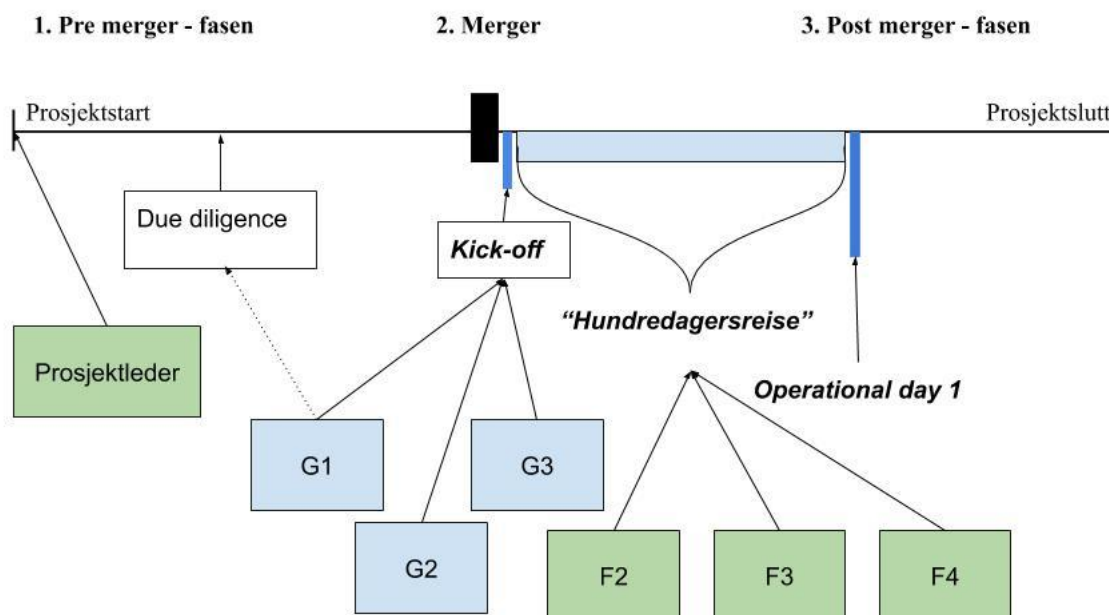 1. Pre merger - fasen
2. Merger
3. Post merger - fasen
Prosjektstart
Prosjektslutt
Due diligence
Kick-off
“Hundredagersreise”
Prosjektleder
Operational day 1
G1
G3
G2
F2
F3
F4